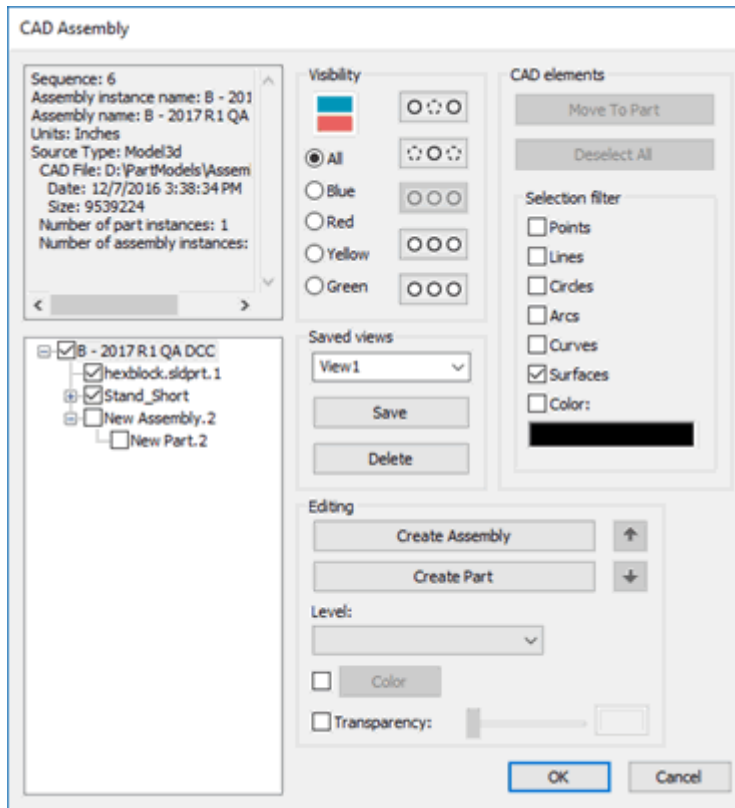 CAD Assembly
Sequence: 6
Assembly instance name: B - 201
Assembly name: B - 2017 R1 QA
Units: Inches
Source Type: Model3d
CAD File: D:\PartModels\Assem
Date: 12/7/2016 3:38:34 PM
Size: 9539224
Number of part instances: 1
Number of assembly instances:
B - 2017 R1 QA DCC
hexblock.sldprt.1
Stand_Short
New Assembly.2
New Part.2
Visibility
All
Blue
Red
Yellow
Green
Saved views
View1
Save
Delete
CAD elements
Move To Part
Deselect All
Selection filter
Points
Lines
Circles
Arcs
Curves
Surfaces
Color:
Editing
Create Assembly
Create Part
Level:
Color
Transparency:
OK
Cancel